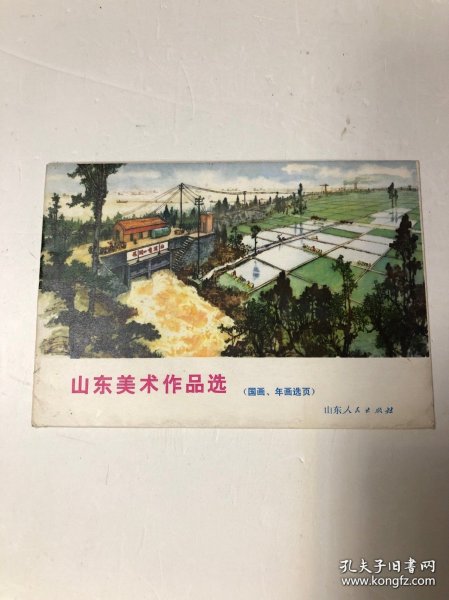 山东美术作品选
（国画、年画选页）
山东人民出版社
孔夫子旧书网
www.kongfz.com